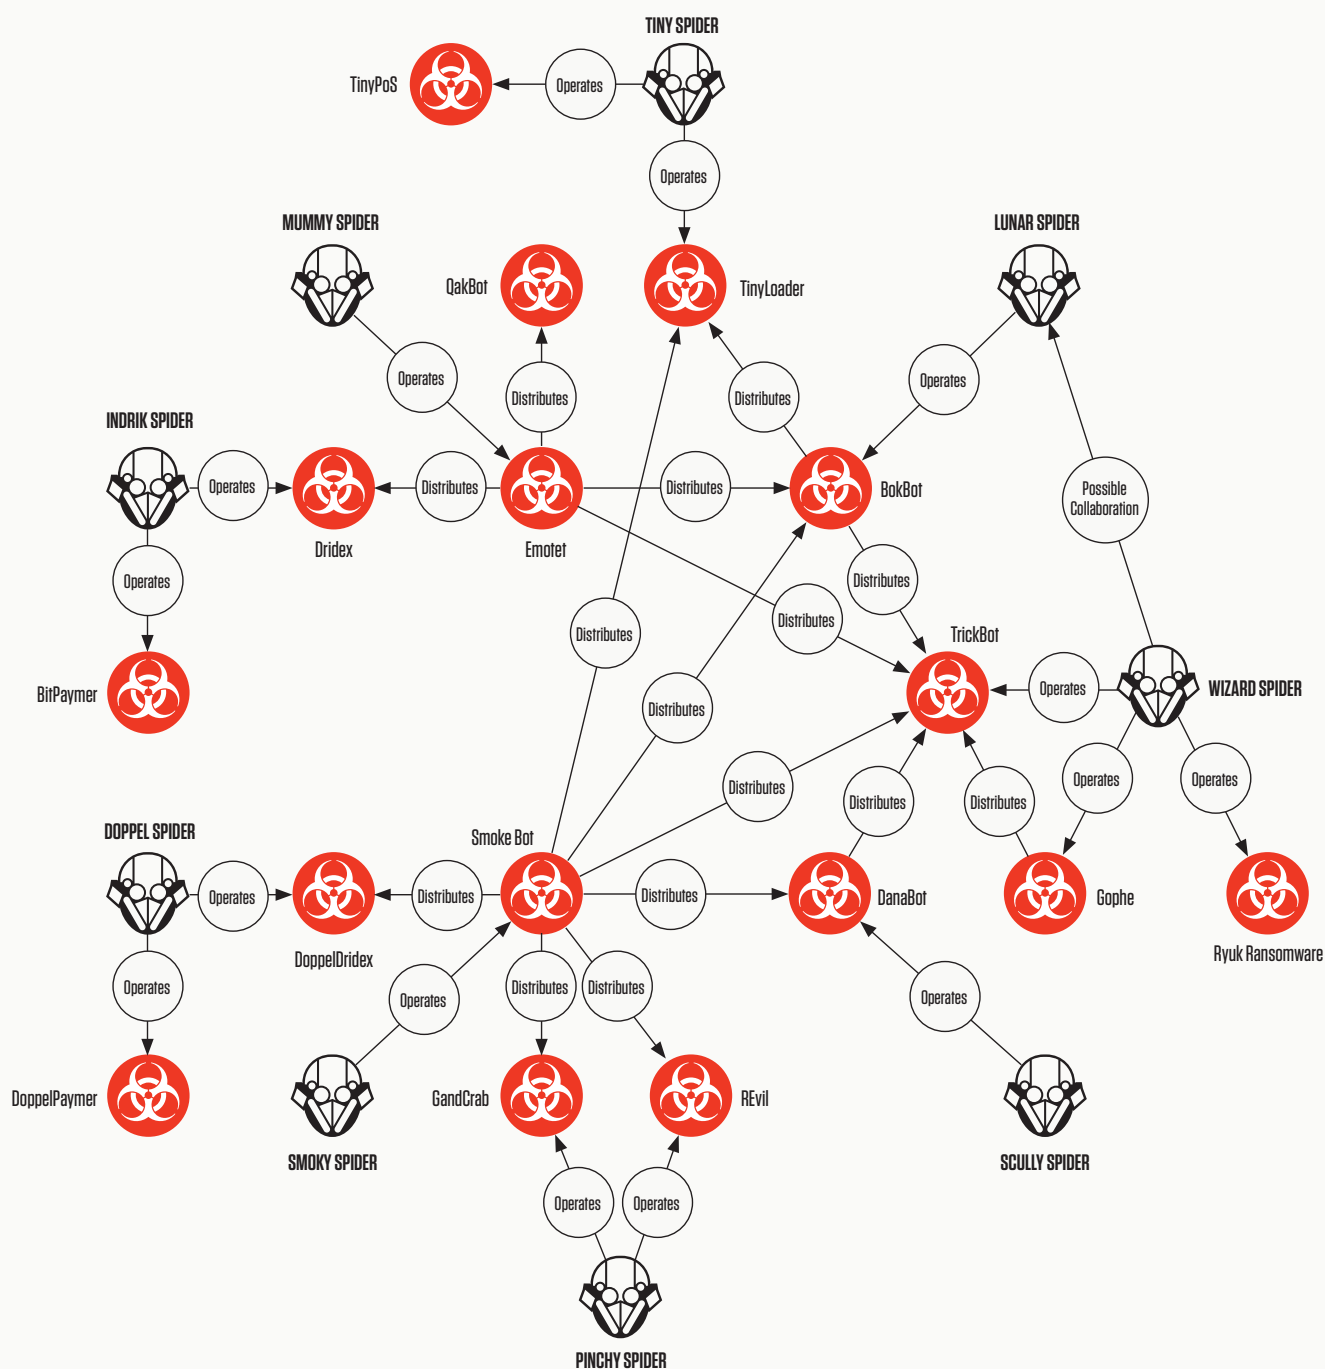 TINY SPIDER
TinyPoS
Operates
Operates
MUMMY SPIDER
LUNAR SPIDER
QakBot
TinyLoader
Operates
Distributes
Distributes
Operates
INDRIK SPIDER
Operates
Distributes
Distributes
BokBot
Possible
Collaboration
Dridex
Emotet
Operates
Distributes
Distributes
Distributes
TrickBot
BitPaymer
Distributes
Operates
WIZARD SPIDER
Distributes
Distributes
Distributes
Operates
Operates
DOPPEL SPIDER
Smoke Bot
Operates
Distributes
Distributes
DanaBot
Gophe
DoppelDridex
Ryuk Ransomware
Operates
Operates
Distributes
Distributes
Operates
DoppelPaymer
GandCrab
REvil
SMOKY SPIDER
SCULLY SPIDER
Operates
Operates
PINCHY SPIDER